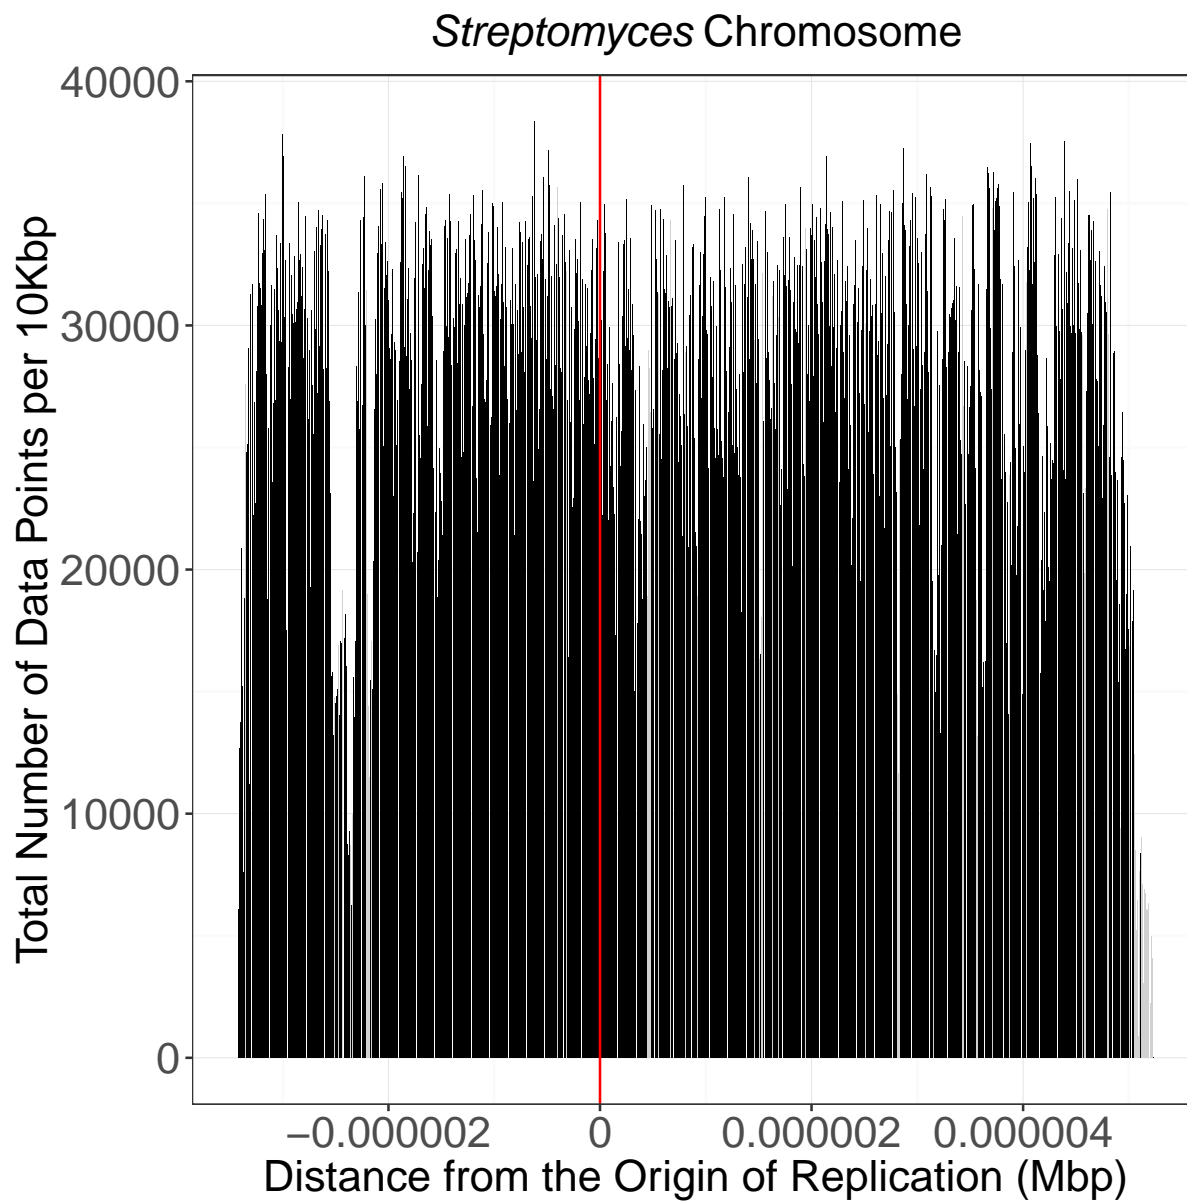 Streptomyces Chromosome
Total Number of Data Points per 10Kbp
40000
30000
20000
10000
0
−0.000002 0 0.000002 0.000004
Distance from the Origin of Replication (Mbp)